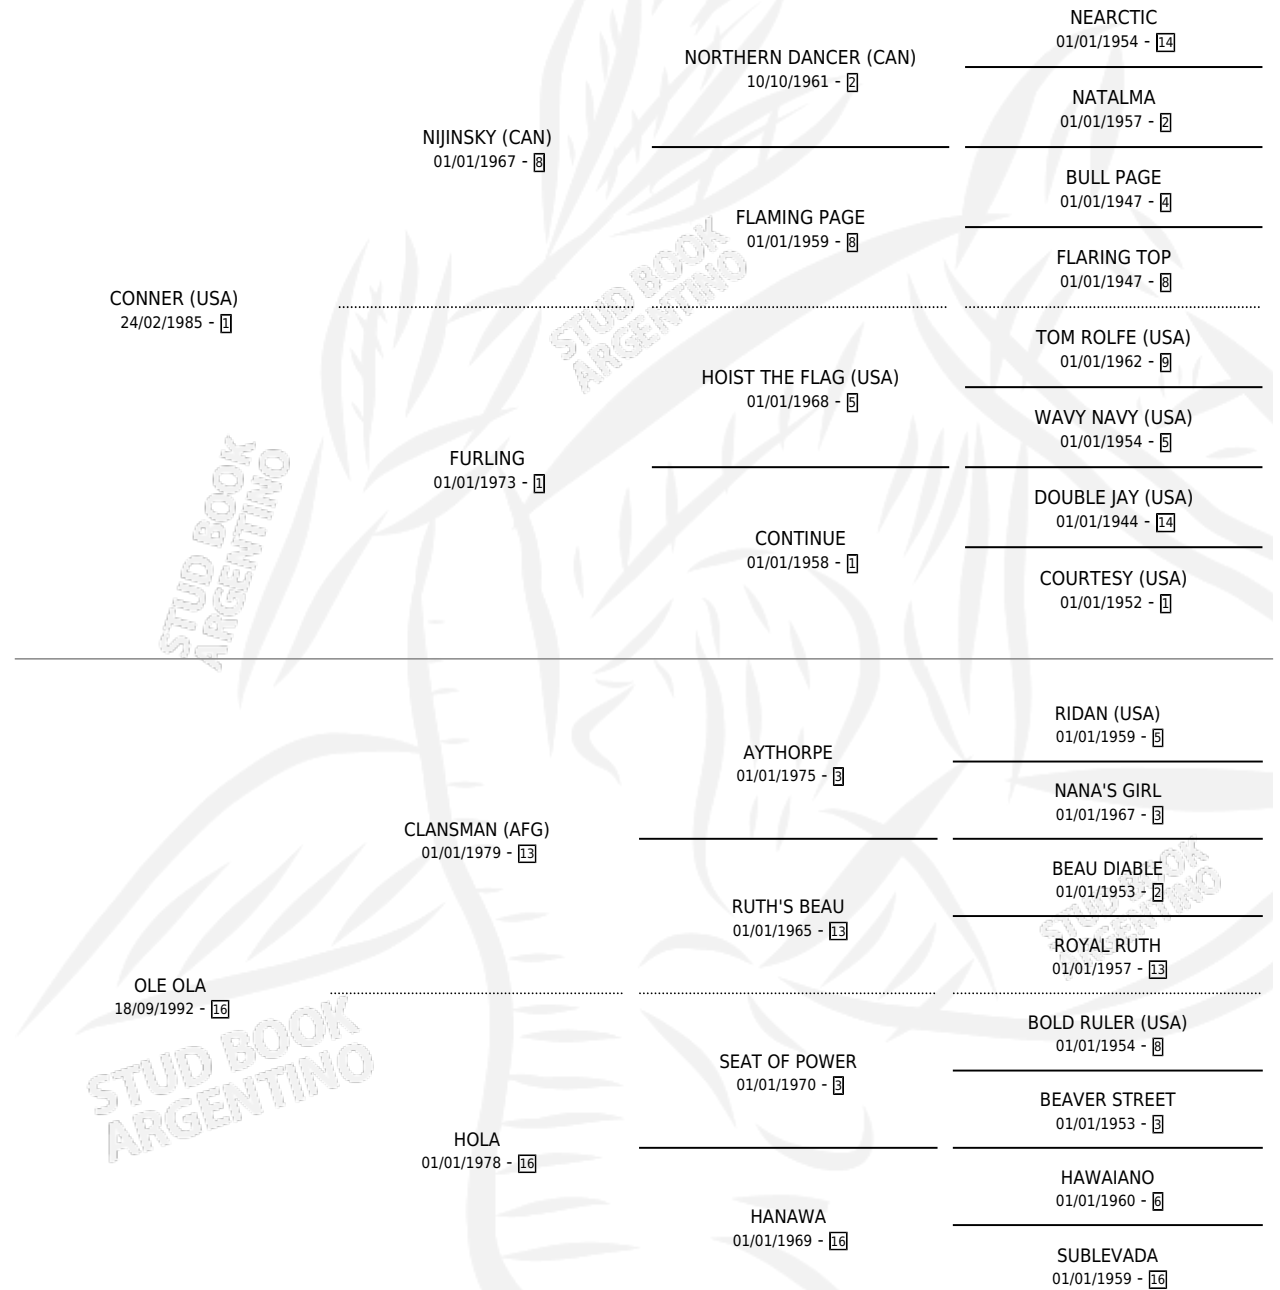 NEARCTIC
01/01/1954 - 14
NORTHERN DANCER (CAN)
10/10/1961 - 2
NATALMA
01/01/1957 - 2
NIJINSKY (CAN)
01/01/1967 - 8
BULL PAGE
01/01/1947 - 4
FLAMING PAGE
01/01/1959 - 8
FLARING TOP
01/01/1947 - 8
CONNER (USA)
24/02/1985 - 1
TOM ROLFE (USA)
01/01/1962 - 9
HOIST THE FLAG (USA)
01/01/1968 - 5
WAVY NAVY (USA)
01/01/1954 - 5
FURLING
01/01/1973 - 1
DOUBLE JAY (USA)
01/01/1944 - 14
CONTINUE
01/01/1958 - 1
COURTESY (USA)
01/01/1952 - 1
RIDAN (USA)
01/01/1959 - 5
AYTHORPE
01/01/1975 - 3
NANA'S GIRL
01/01/1967 - 3
CLANSMAN (AFG)
01/01/1979 - 13
BEAU DIABLE
01/01/1953 - 2
RUTH'S BEAU
01/01/1965 - 13
ROYAL RUTH
01/01/1957 - 13
OLE OLA
18/09/1992 - 16
BOLD RULER (USA)
01/01/1954 - 8
SEAT OF POWER
01/01/1970 - 3
BEAVER STREET
01/01/1953 - 3
HOLA
01/01/1978 - 16
HAWAIANO
01/01/1960 - 6
HANAWA
01/01/1969 - 16
SUBLEVADA
01/01/1959 - 16
STUD BOOK
ARGENTINO
STUD BOOK
ARGENTINO
STUD BOOK
ARGENTINO
STUD BOOK
ARGENTINO